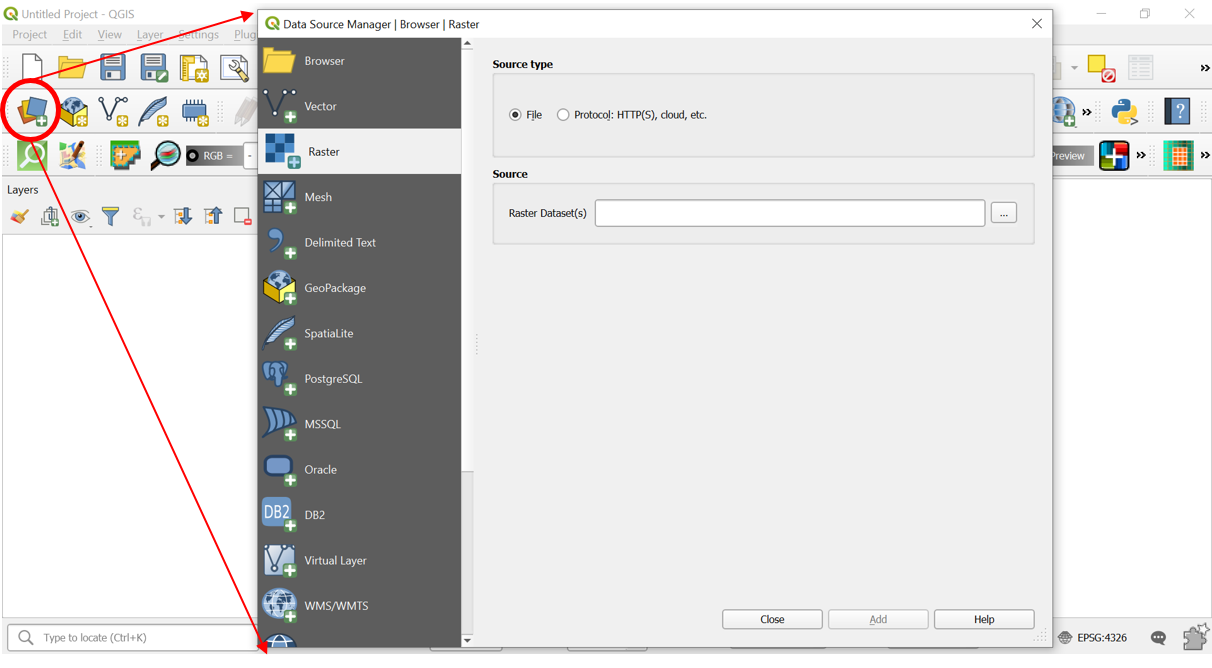 Untitled Project - QGIS
Data Source Manager | Browser | Raster
Project Edit View Layer Settings Plug
RGB =
Layers
Browser
Vector
Raster
Mesh
Delimited Text
GeoPackage
SpatiaLite
PostgreSQL
MSSQL
Oracle
DB2 DB2
Virtual Layer
WMS/WMTS
Source type
File Protocol: HTTP(S), cloud, etc.
Source
Raster Dataset(s) ...
Close Add Help
review
Type to locate (Ctrl+K)
EPSG:4326